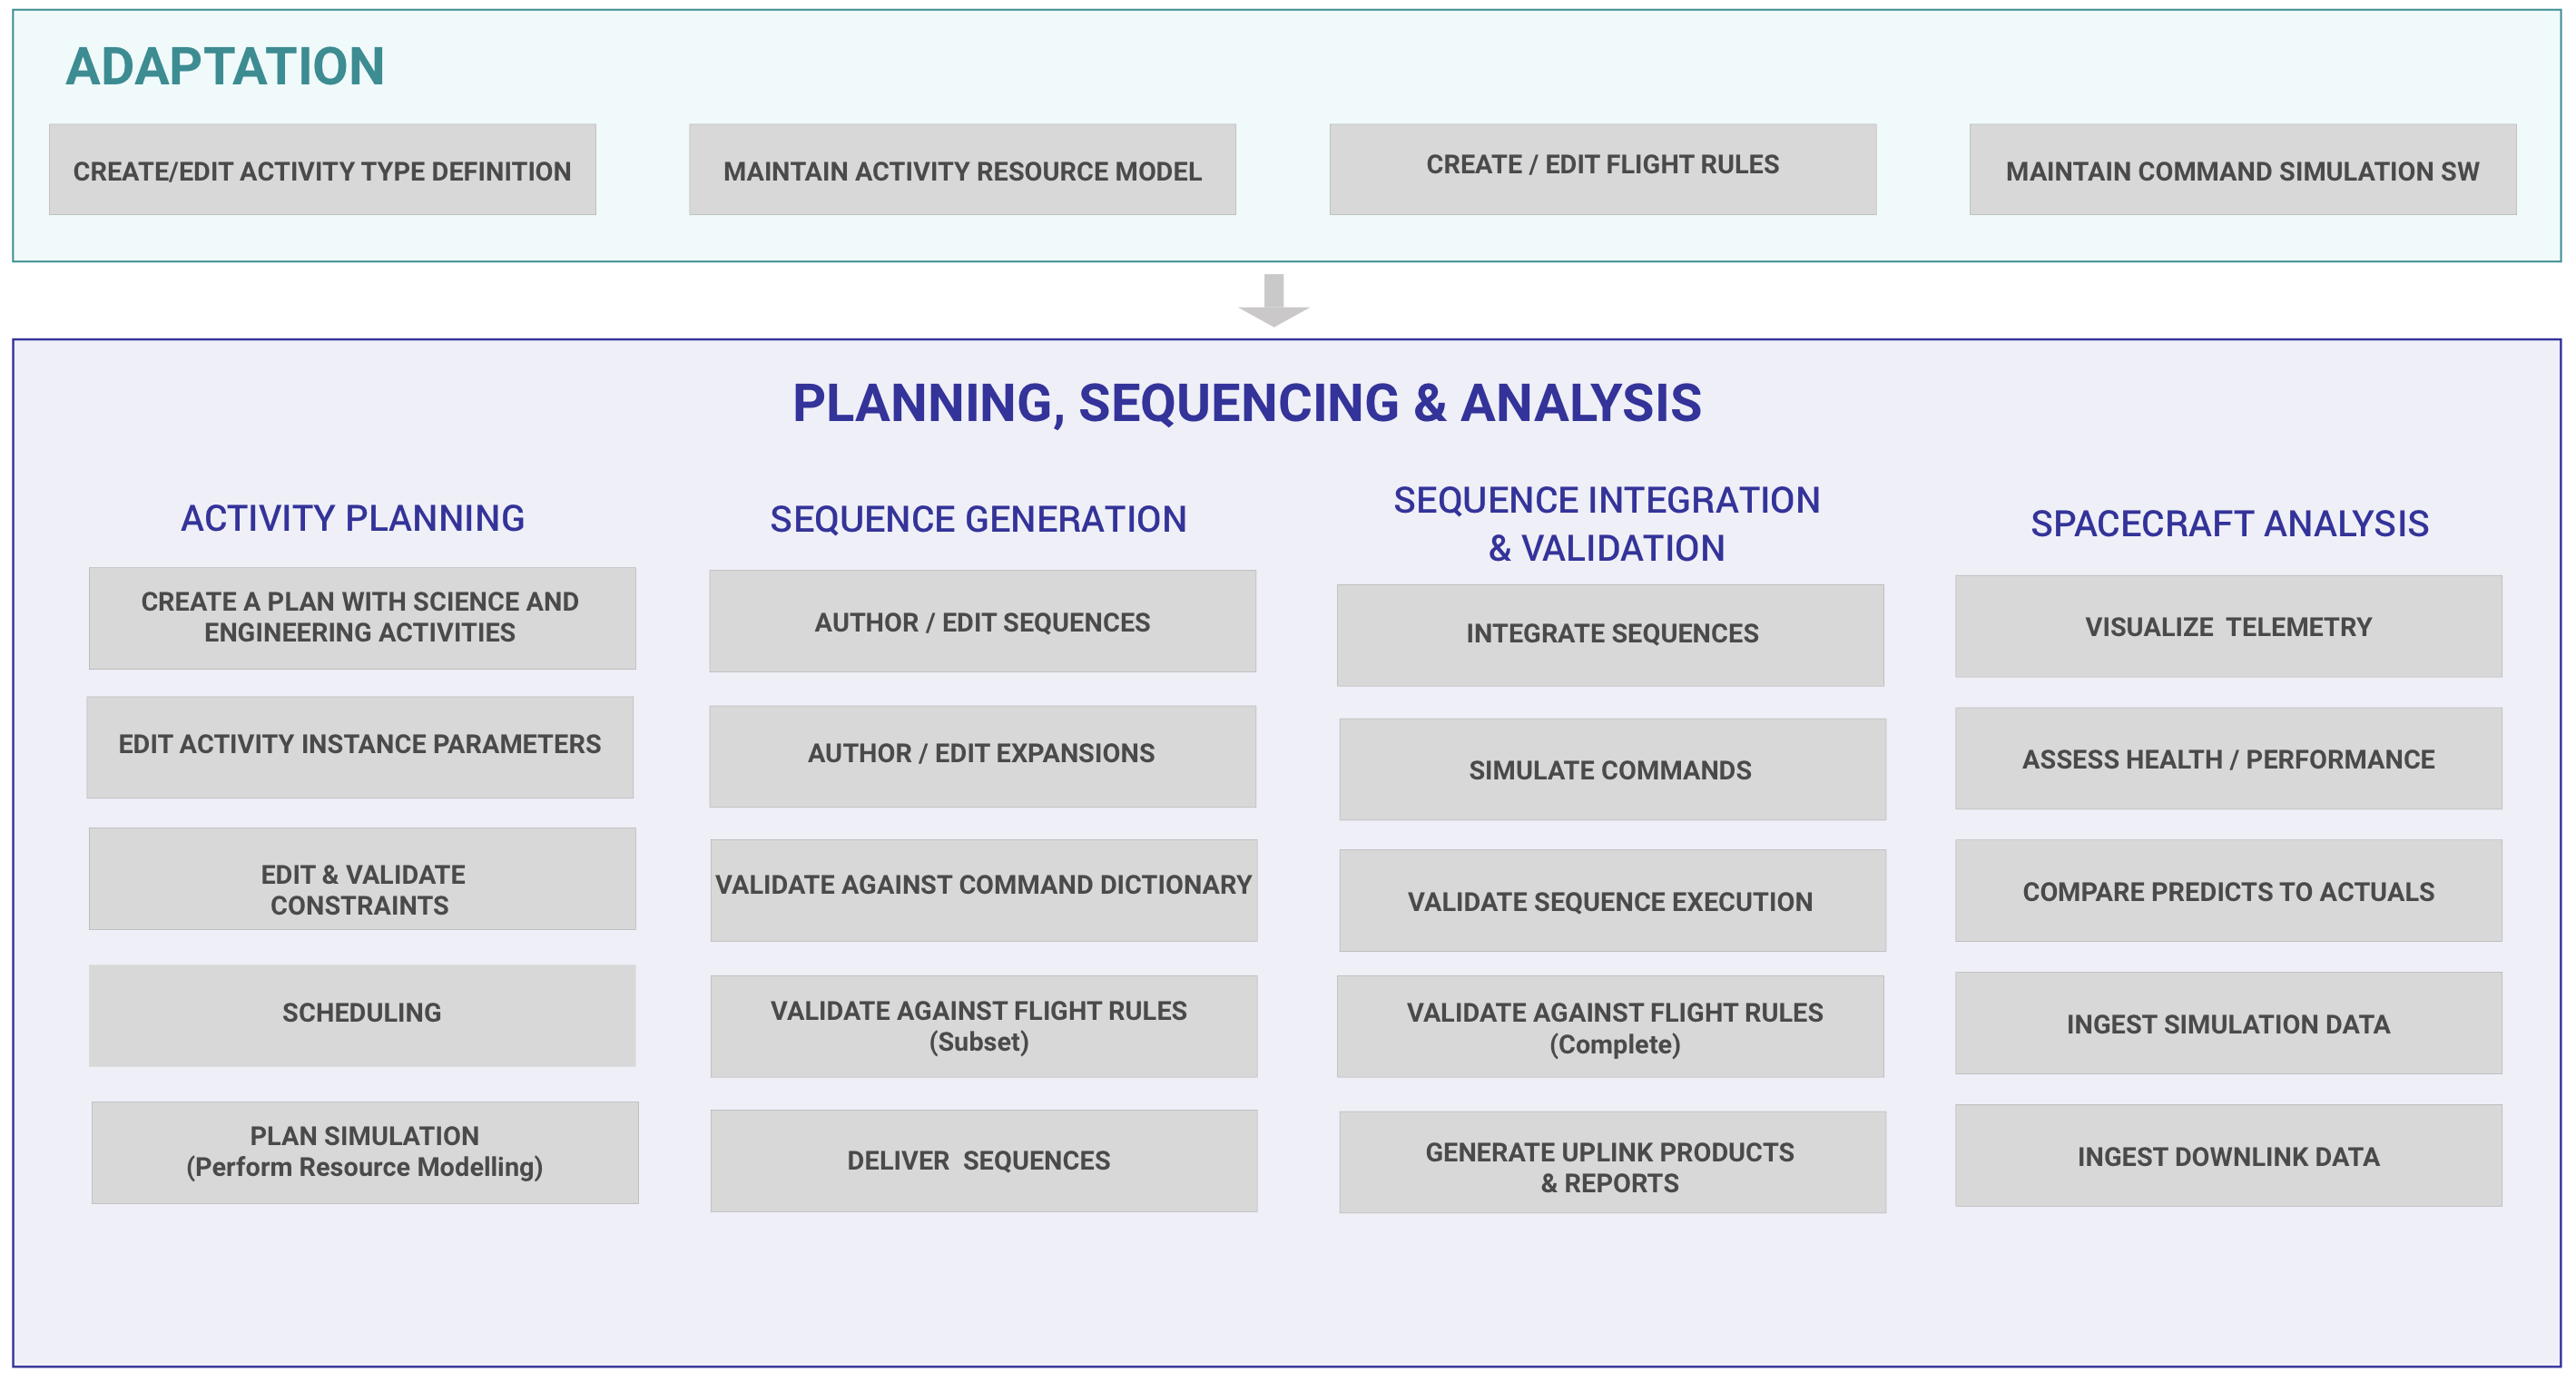 ADAPTATION
CREATE/EDIT ACTIVITY TYPE DEFINITION
MAINTAIN ACTIVITY RESOURCE MODEL
CREATE / EDIT FLIGHT RULES
MAINTAIN COMMAND SIMULATION SW
PLANNING, SEQUENCING & ANALYSIS
ACTIVITY PLANNING
CREATE A PLAN WITH SCIENCE AND
ENGINEERING ACTIVITIES
EDIT ACTIVITY INSTANCE PARAMETERS
EDIT & VALIDATE
CONSTRAINTS
SCHEDULING
PLAN SIMULATION
(Perform Resource Modelling)
SEQUENCE GENERATION
AUTHOR / EDIT SEQUENCES
AUTHOR / EDIT EXPANSIONS
VALIDATE AGAINST COMMAND DICTIONARY
VALIDATE AGAINST FLIGHT RULES
(Subset)
DELIVER  SEQUENCES
SEQUENCE INTEGRATION
& VALIDATION
INTEGRATE SEQUENCES
SIMULATE COMMANDS
VALIDATE SEQUENCE EXECUTION
VALIDATE AGAINST FLIGHT RULES
(Complete)
GENERATE UPLINK PRODUCTS
& REPORTS
SPACECRAFT ANALYSIS
VISUALIZE  TELEMETRY
ASSESS HEALTH / PERFORMANCE
COMPARE PREDICTS TO ACTUALS
INGEST SIMULATION DATA
INGEST DOWNLINK DATA